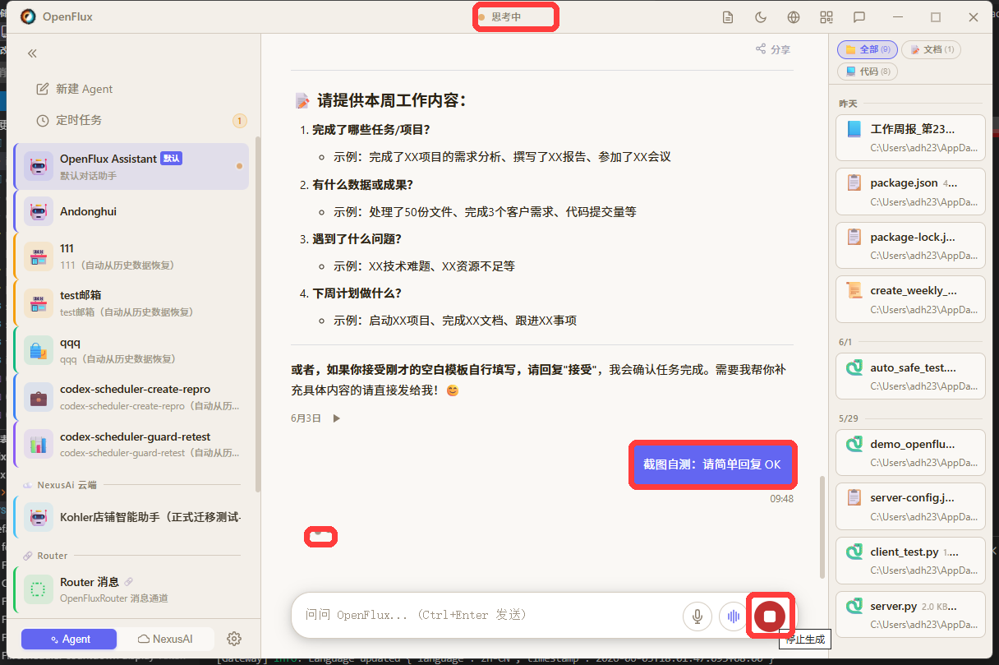 OpenFlux
思考中
«
新建 Agent
定时任务
1
OpenFlux Assistant 默认
默认对话助手
Andonghui
111
111（自动从历史数据恢复）
test邮箱
test邮箱（自动从历史数据恢复）
qqq
qqq（自动从历史数据恢复）
codex-scheduler-create-repro
codex-scheduler-create-repro（自动从历...
codex-scheduler-guard-retest
codex-scheduler-guard-retest（自动从历...
NexusAi 云端
Kohler店铺智能助手（正式迁移测试-
Router
Router 消息
OpenFluxRouter 消息通道
Agent
NexusAI
分享
请提供本周工作内容：
1. 完成了哪些任务/项目？
示例：完成了XX项目的需求分析、撰写了XX报告、参加了XX会议
2. 有什么数据或成果？
示例：处理了50份文件、完成3个客户需求、代码提交量等
3. 遇到了什么问题？
示例：XX技术难题、XX资源不足等
4. 下周计划做什么？
示例：启动XX项目、完成XX文档、跟进XX事项
或者，如果你接受刚才的空白模板自行填写，请回复"接受"，我会确认任务完成。需要我帮你补
充具体内容的请直接发给我！
6月3日
截图自测：请简单回复 OK
09:48
问问 OpenFlux... (Ctrl+Enter 发送)
停止生成
全部 (9)
文档 (1)
代码 (8)
昨天
工作周报_第23...
C:\Users\adh23\AppDa...
package.json 4...
C:\Users\adh23\AppDa...
package-lock.j...
C:\Users\adh23\AppDa...
create_weekly_...
C:\Users\adh23\AppDa...
6/1
auto_safe_test....
C:\Users\adh23\AppDa...
5/29
demo_openflu...
C:\Users\adh23\AppDa...
server-config.j...
C:\Users\adh23\AppDa...
client_test.py 1....
C:\Users\adh23\AppDa...
server.py 2.0 KB...
C:\Users\adh23\AppDa...